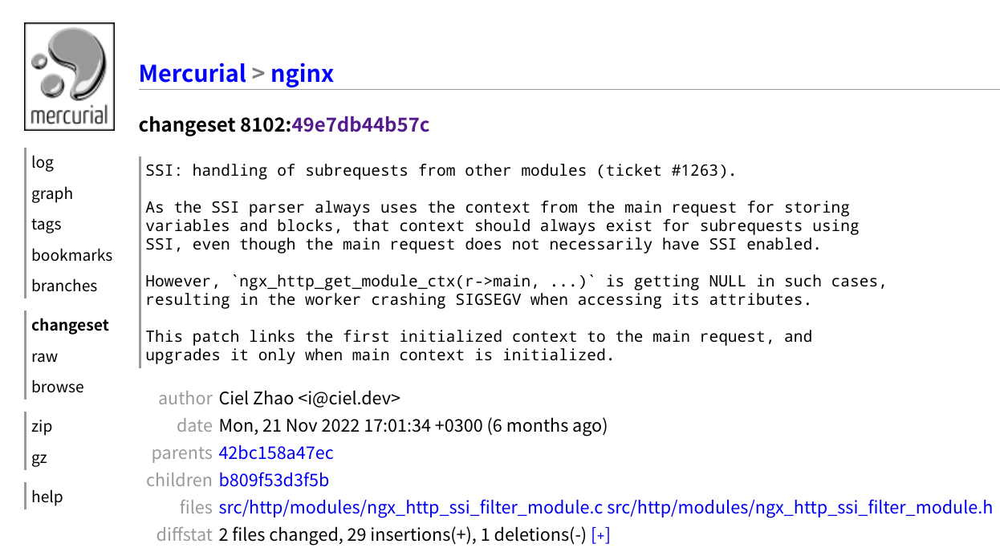 mercurial
Mercurial > nginx
changeset 8102:49e7db44b57c
log
graph
tags
bookmarks
branches
changeset
raw
browse
zip
gz
help
SSI: handling of subrequests from other modules (ticket #1263).
As the SSI parser always uses the context from the main request for storing
variables and blocks, that context should always exist for subrequests using
SSI, even though the main request does not necessarily have SSI enabled.
However, `ngx_http_get_module_ctx(r->main, ...)` is getting NULL in such cases,
resulting in the worker crashing SIGSEGV when accessing its attributes.
This patch links the first initialized context to the main request, and
upgrades it only when main context is initialized.
author Ciel Zhao <i@ciel.dev>
date Mon, 21 Nov 2022 17:01:34 +0300 (6 months ago)
parents 42bc158a47ec
children b809f53d3f5b
files src/http/modules/ngx_http_ssi_filter_module.c src/http/modules/ngx_http_ssi_filter_module.h
diffstat 2 files changed, 29 insertions(+), 1 deletions(-) [+]